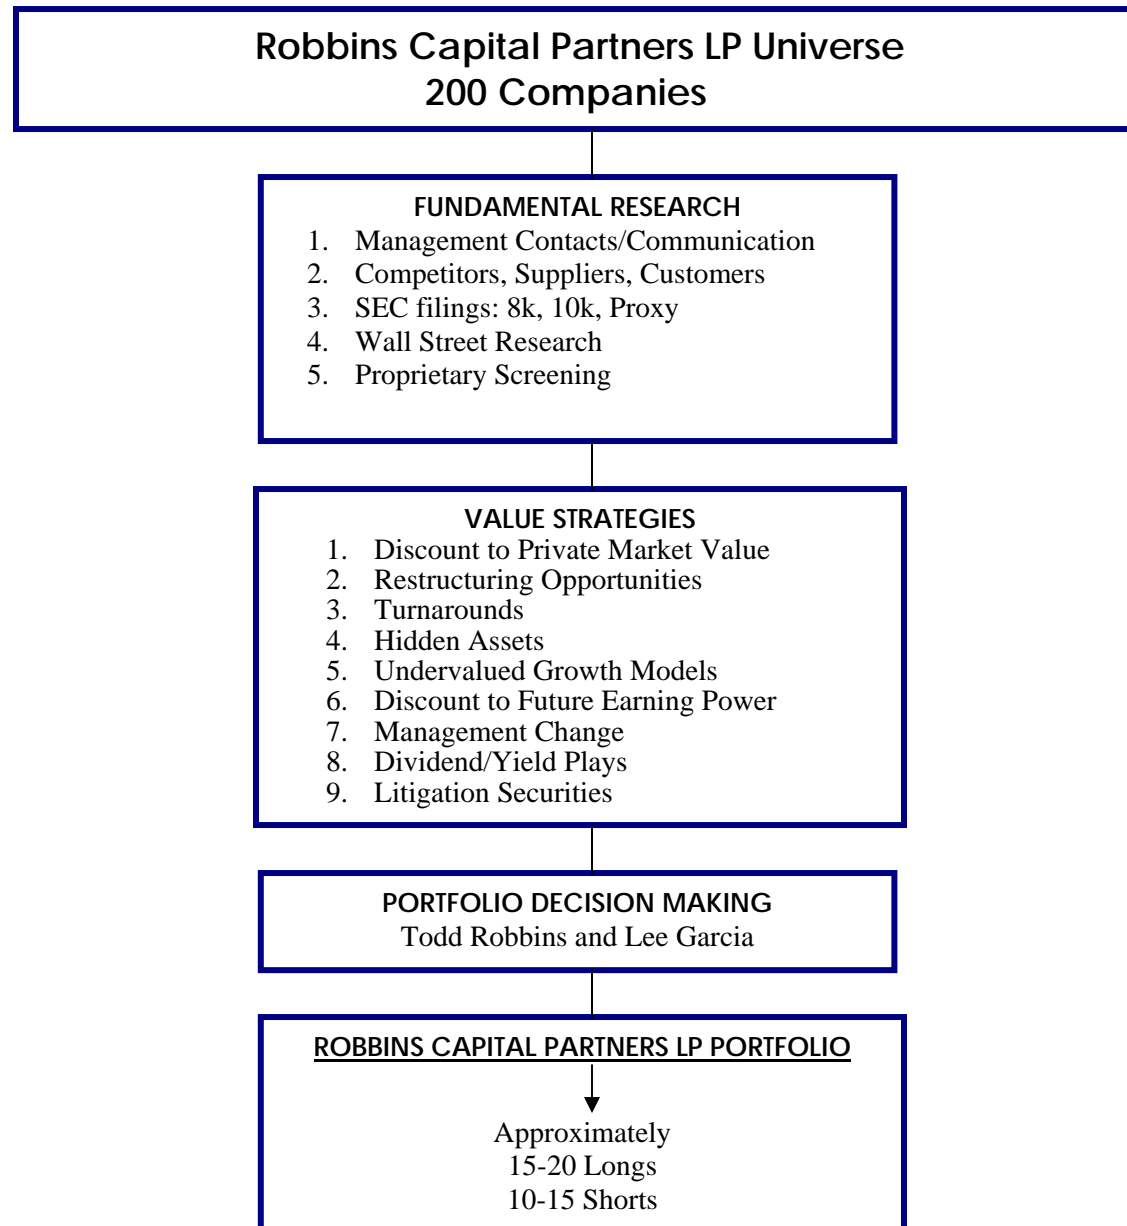 Robbins Capital Partners LP Universe
200 Companies
FUNDAMENTAL RESEARCH
1. Management Contacts/Communication
2. Competitors, Suppliers, Customers
3. SEC filings: 8k, 10k, Proxy
4. Wall Street Research
5. Proprietary Screening
VALUE STRATEGIES
1. Discount to Private Market Value
2. Restructuring Opportunities
3. Turnarounds
4. Hidden Assets
5. Undervalued Growth Models
6. Discount to Future Earning Power
7. Management Change
8. Dividend/Yield Plays
9. Litigation Securities
PORTFOLIO DECISION MAKING
Todd Robbins and Lee Garcia
ROBBINS CAPITAL PARTNERS LP PORTFOLIO
Approximately
15-20 Longs
10-15 Shorts